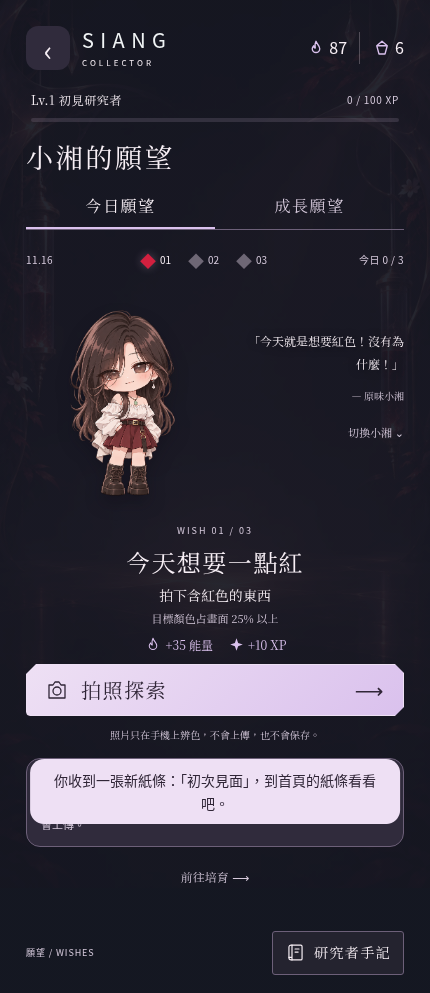 ‹
SIANG
COLLECTOR
87
6
Lv.1 初見研究者
0 / 100 XP
小湘的願望
今日願望
成長願望
11.16
01
02
03
今日 0 / 3
「今天就是想要紅色！沒有為
什麼！」
— 原味小湘
切換小湘 ⌄
WISH 01 / 03
今天想要一點紅
拍下含紅色的東西
目標顏色占畫面 25% 以上
+35 能量
+10 XP
拍照探索 ⟶
照片只在手機上辨色，不會上傳，也不會保存。
你收到一張新紙條：「初次見面」，到首頁的紙條看看
吧。
前往培育 ⟶
願望 / WISHES
研究者手記